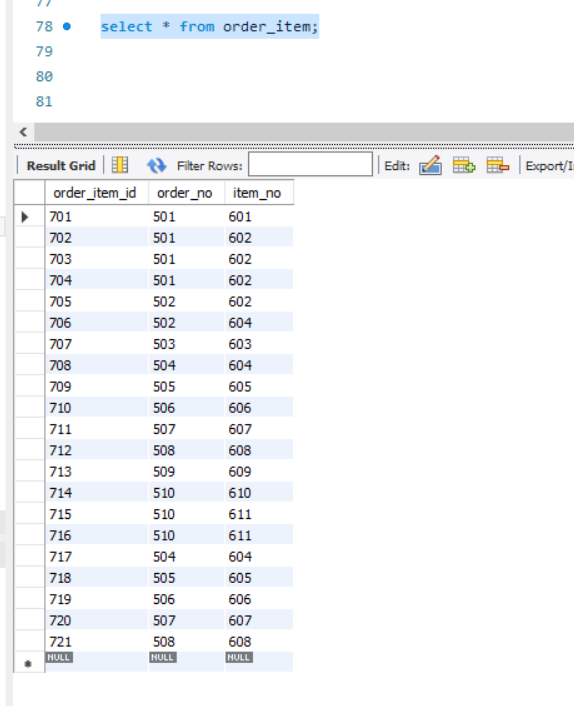 77
78 select * from order_item;
79
80
81
Result Grid Filter Rows: Edit: Export/I
order_item_id order_no item_no
701 501 601
702 501 602
703 501 602
704 501 602
705 502 602
706 502 604
707 503 603
708 504 604
709 505 605
710 506 606
711 507 607
712 508 608
713 509 609
714 510 610
715 510 611
716 510 611
717 504 604
718 505 605
719 506 606
720 507 607
721 508 608
NULL NULL NULL